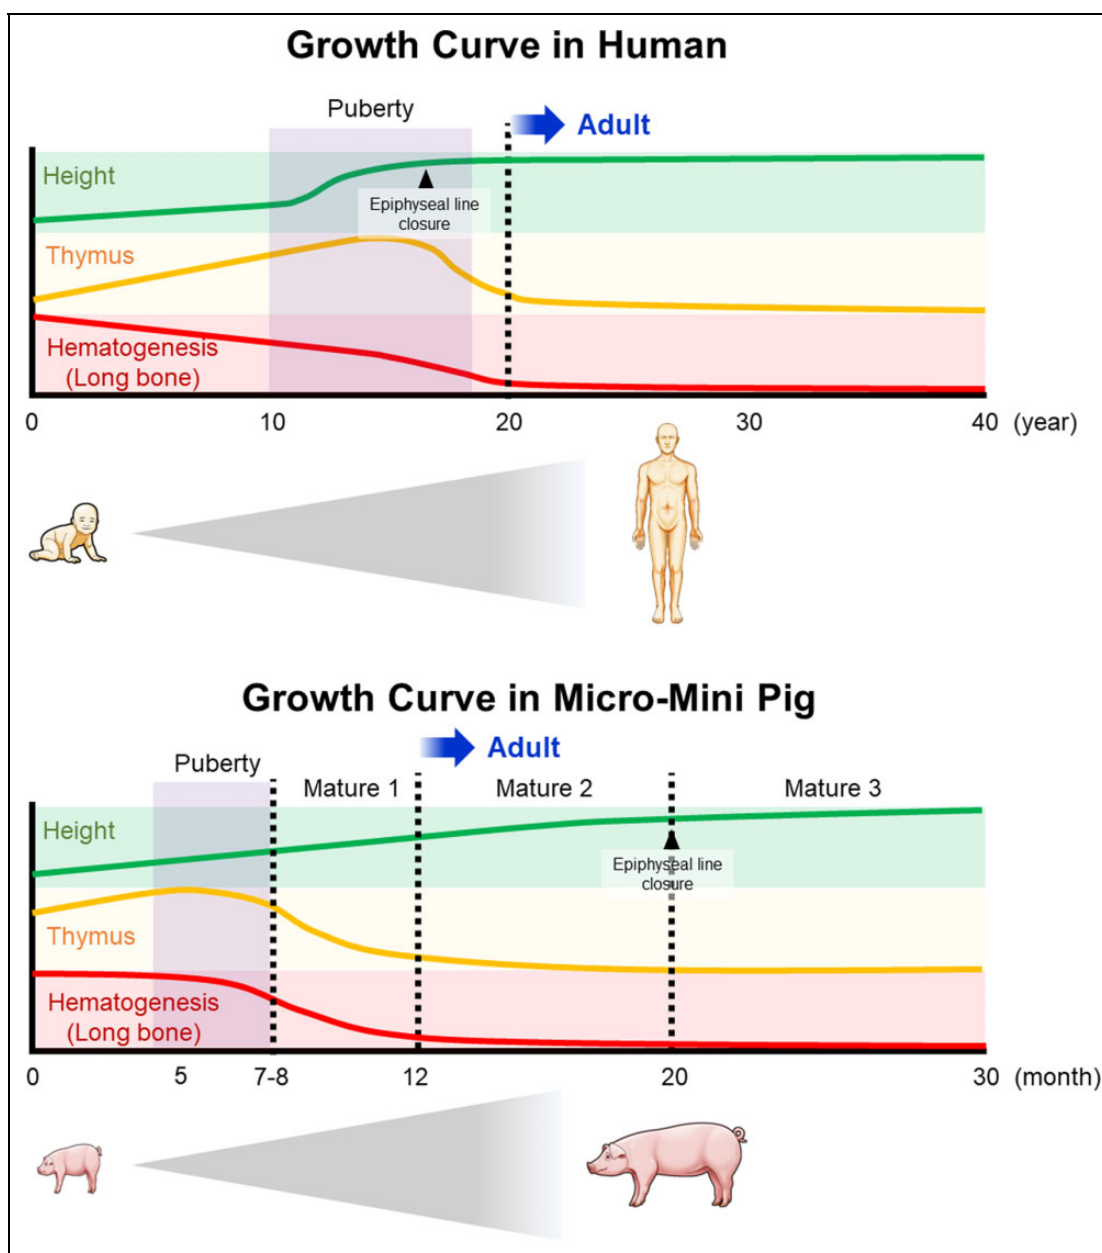 Growth Curve in Human
Puberty
Adult
Height
Epiphyseal line
closure
Thymus
Hematogenesis
(Long bone)
0 10 20 30 40 (year)
Growth Curve in Micro-Mini Pig
Adult
Puberty
Mature 1 Mature 2 Mature 3
Height
Epiphyseal line
closure
Thymus
Hematogenesis
(Long bone)
0 5 7-8 12 20 30 (month)